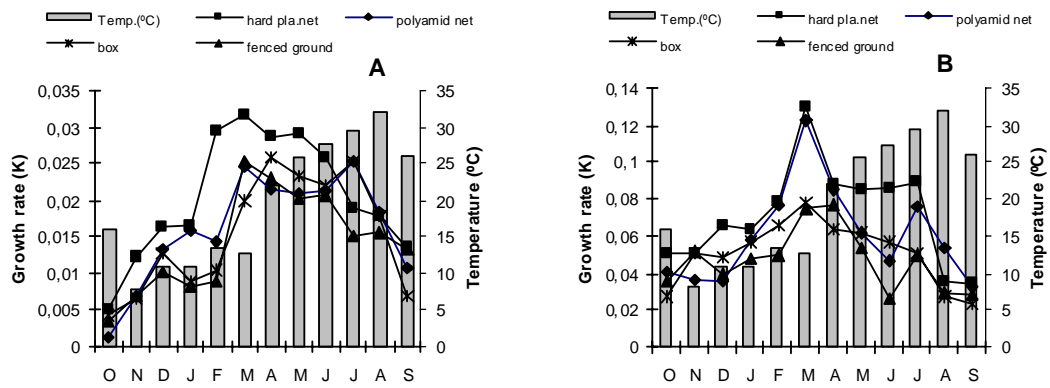 Temp.(ºC) hard pla.net polyamid net
box fenced ground
A
0,035
0,03
0,025
0,02
0,015
0,01
0,005
0
Growth rate (K)
35
30
25
20
15
10
5
0
Temperature (ºC)
O N D J F M A M J J A S
Temp.(ºC) hard pla.net polyamid net
box fenced ground
B
0,14
0,12
0,1
0,08
0,06
0,04
0,02
0
Growth rate (K)
35
30
25
20
15
10
5
0
Temperature (ºC)
O N D J F M A M J J A S